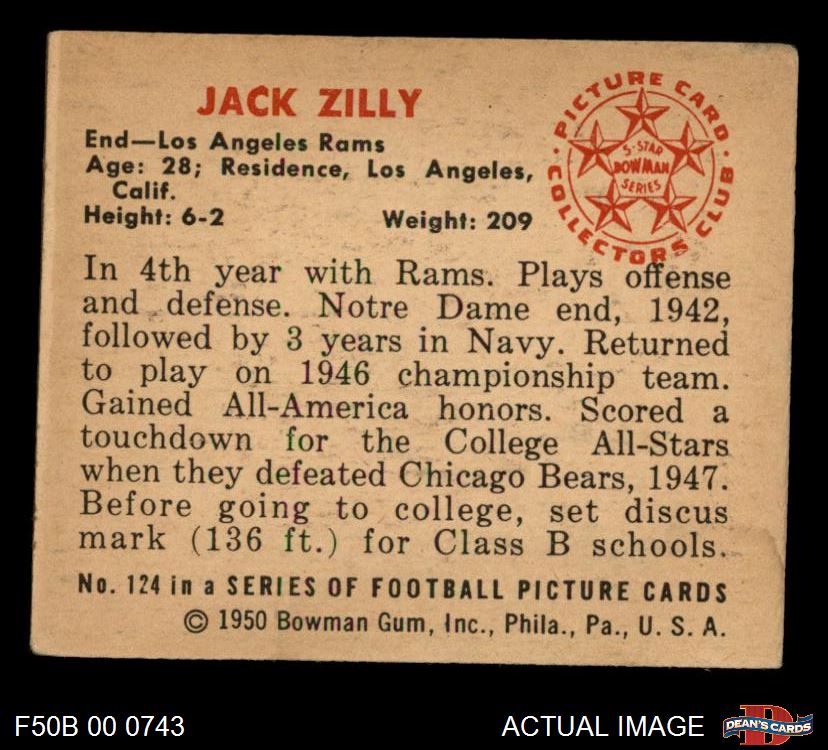 JACK ZILLY
End—Los Angeles Rams
Age: 28; Residence, Los Angeles,
Calif.
Height: 6-2 Weight: 209
PICTURE CARD
COLLECTORS CLUB
5-STAR
BOWMAN
SERIES
In 4th year with Rams. Plays offense
and defense. Notre Dame end, 1942,
followed by 3 years in Navy. Returned
to play on 1946 championship team.
Gained All-America honors. Scored a
touchdown for the College All-Stars
when they defeated Chicago Bears, 1947.
Before going to college, set discus
mark (136 ft.) for Class B schools.
No. 124 in a SERIES OF FOOTBALL PICTURE CARDS
© 1950 Bowman Gum, Inc., Phila., Pa., U. S. A.
F50B 00 0743
ACTUAL IMAGE
DEAN'S CARDS